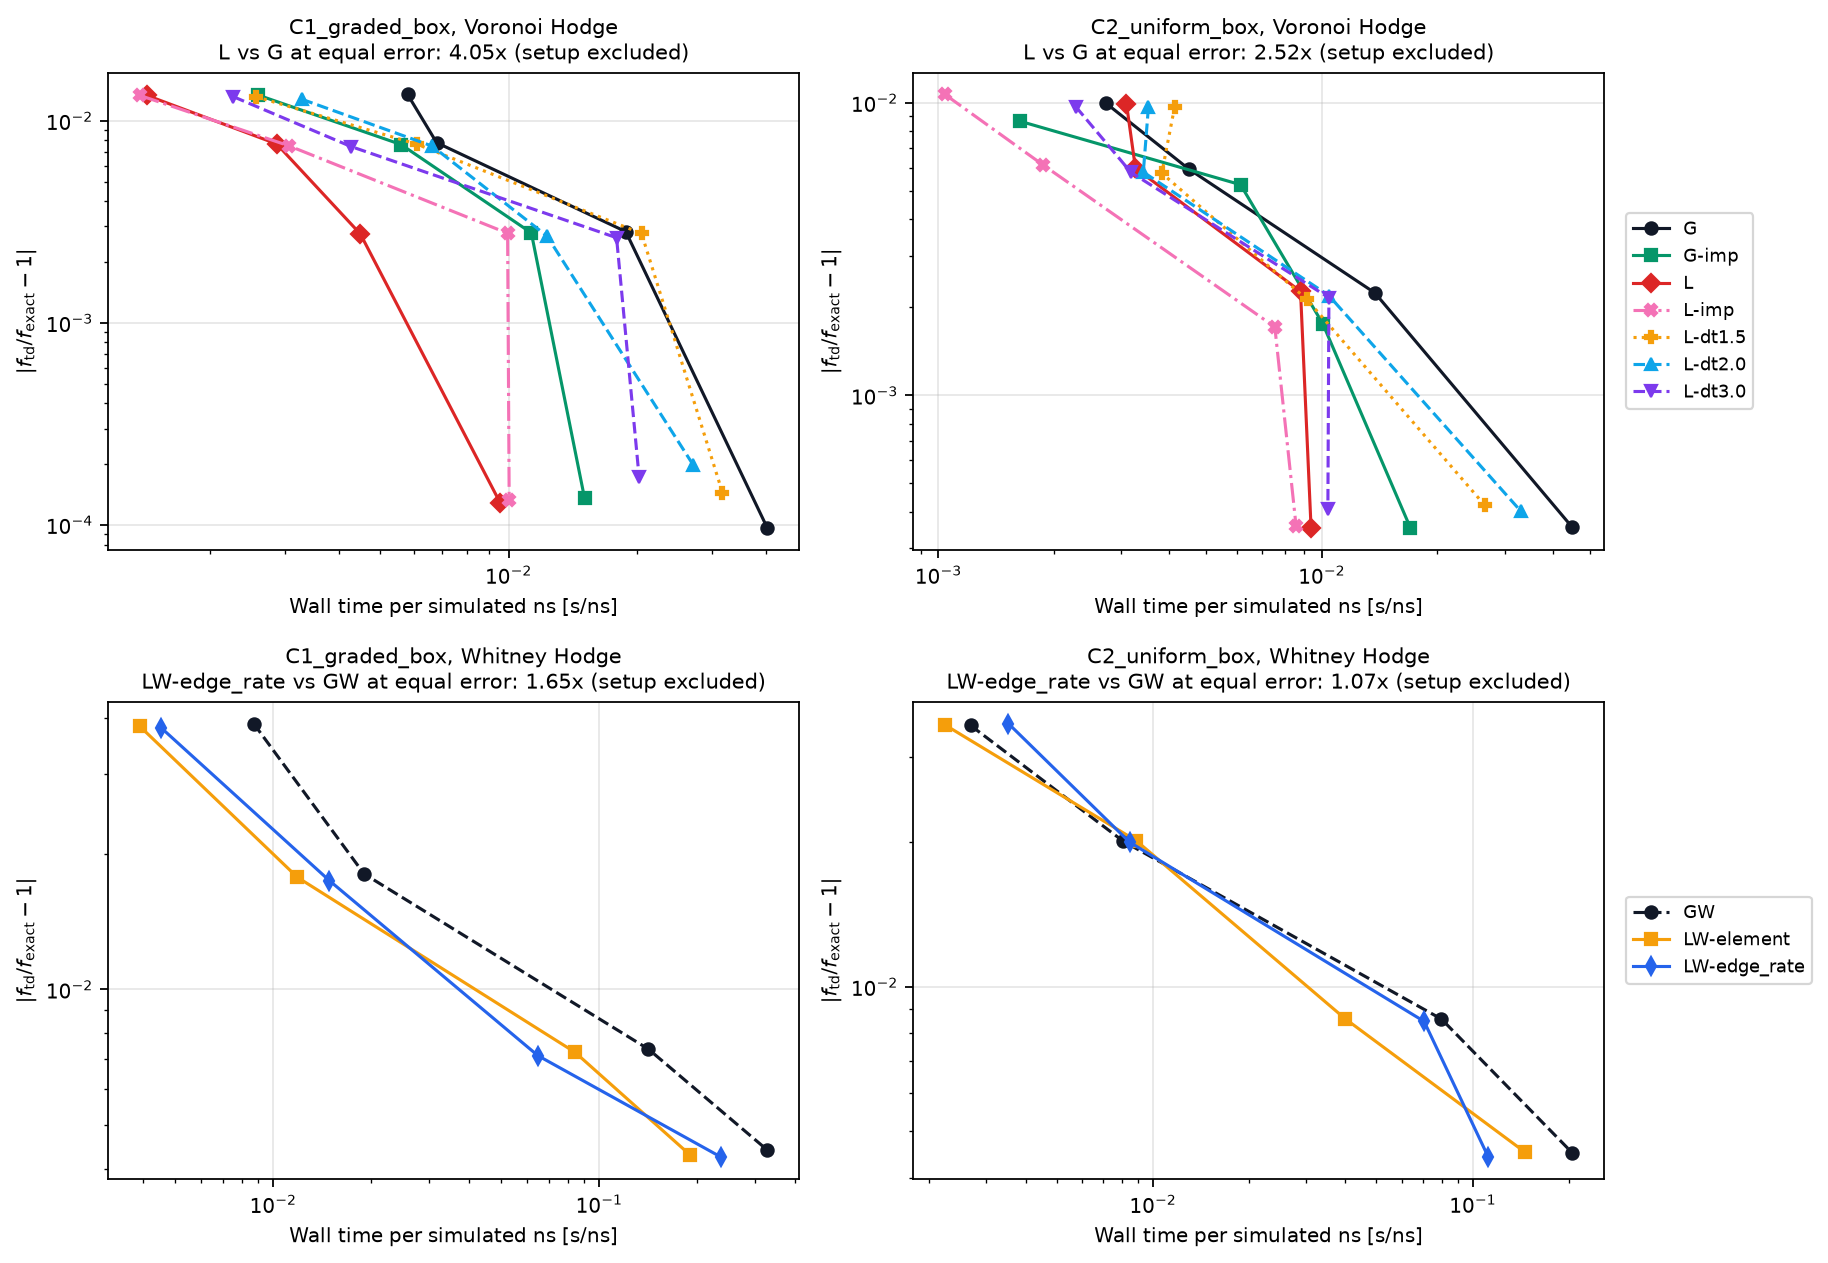 C1_graded_box, Voronoi Hodge
L vs G at equal error: 4.05x (setup excluded)
10⁻²
10⁻³
10⁻⁴
|f_td/f_exact − 1|
10⁻²
Wall time per simulated ns [s/ns]
C2_uniform_box, Voronoi Hodge
L vs G at equal error: 2.52x (setup excluded)
10⁻²
10⁻³
|f_td/f_exact − 1|
10⁻³
10⁻²
Wall time per simulated ns [s/ns]
G
G-imp
L
L-imp
L-dt1.5
L-dt2.0
L-dt3.0
C1_graded_box, Whitney Hodge
LW-edge_rate vs GW at equal error: 1.65x (setup excluded)
10⁻²
|f_td/f_exact − 1|
10⁻²
10⁻¹
Wall time per simulated ns [s/ns]
C2_uniform_box, Whitney Hodge
LW-edge_rate vs GW at equal error: 1.07x (setup excluded)
10⁻²
|f_td/f_exact − 1|
10⁻²
10⁻¹
Wall time per simulated ns [s/ns]
GW
LW-element
LW-edge_rate